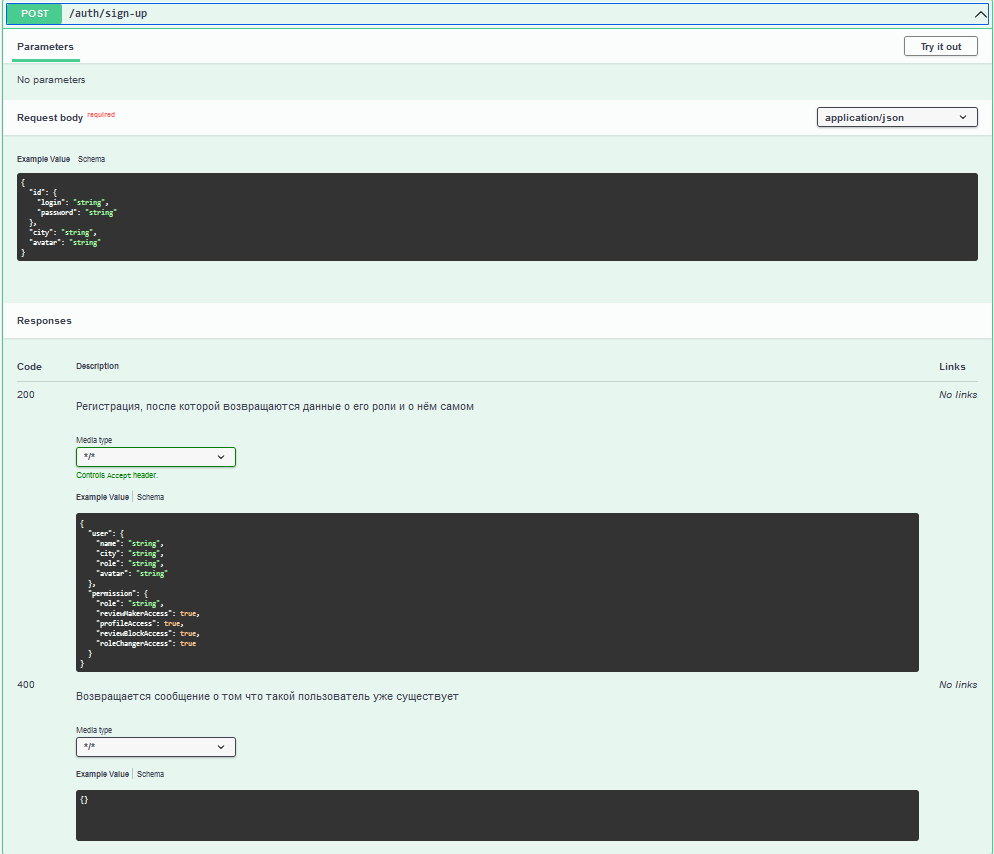 POST /auth/sign-up
Parameters
Try it out
No parameters
Request body required
application/json
Example Value Schema
{
"id": {
"login": "string",
"password": "string"
},
"city": "string",
"avatar": "string"
}
Responses
Code Description Links
200 No links
Регистрация, после которой возвращаются данные о его роли и о нём самом
Media type
*/*
Controls Accept header.
Example Value Schema
{
"user": {
"name": "string",
"city": "string",
"role": "string",
"avatar": "string"
},
"permission": {
"role": "string",
"reviewMakerAccess": true,
"profileAccess": true,
"reviewBlockAccess": true,
"roleChangerAccess": true
}
}
400 No links
Возвращается сообщение о том что такой пользователь уже существует
Media type
*/*
Example Value Schema
{}